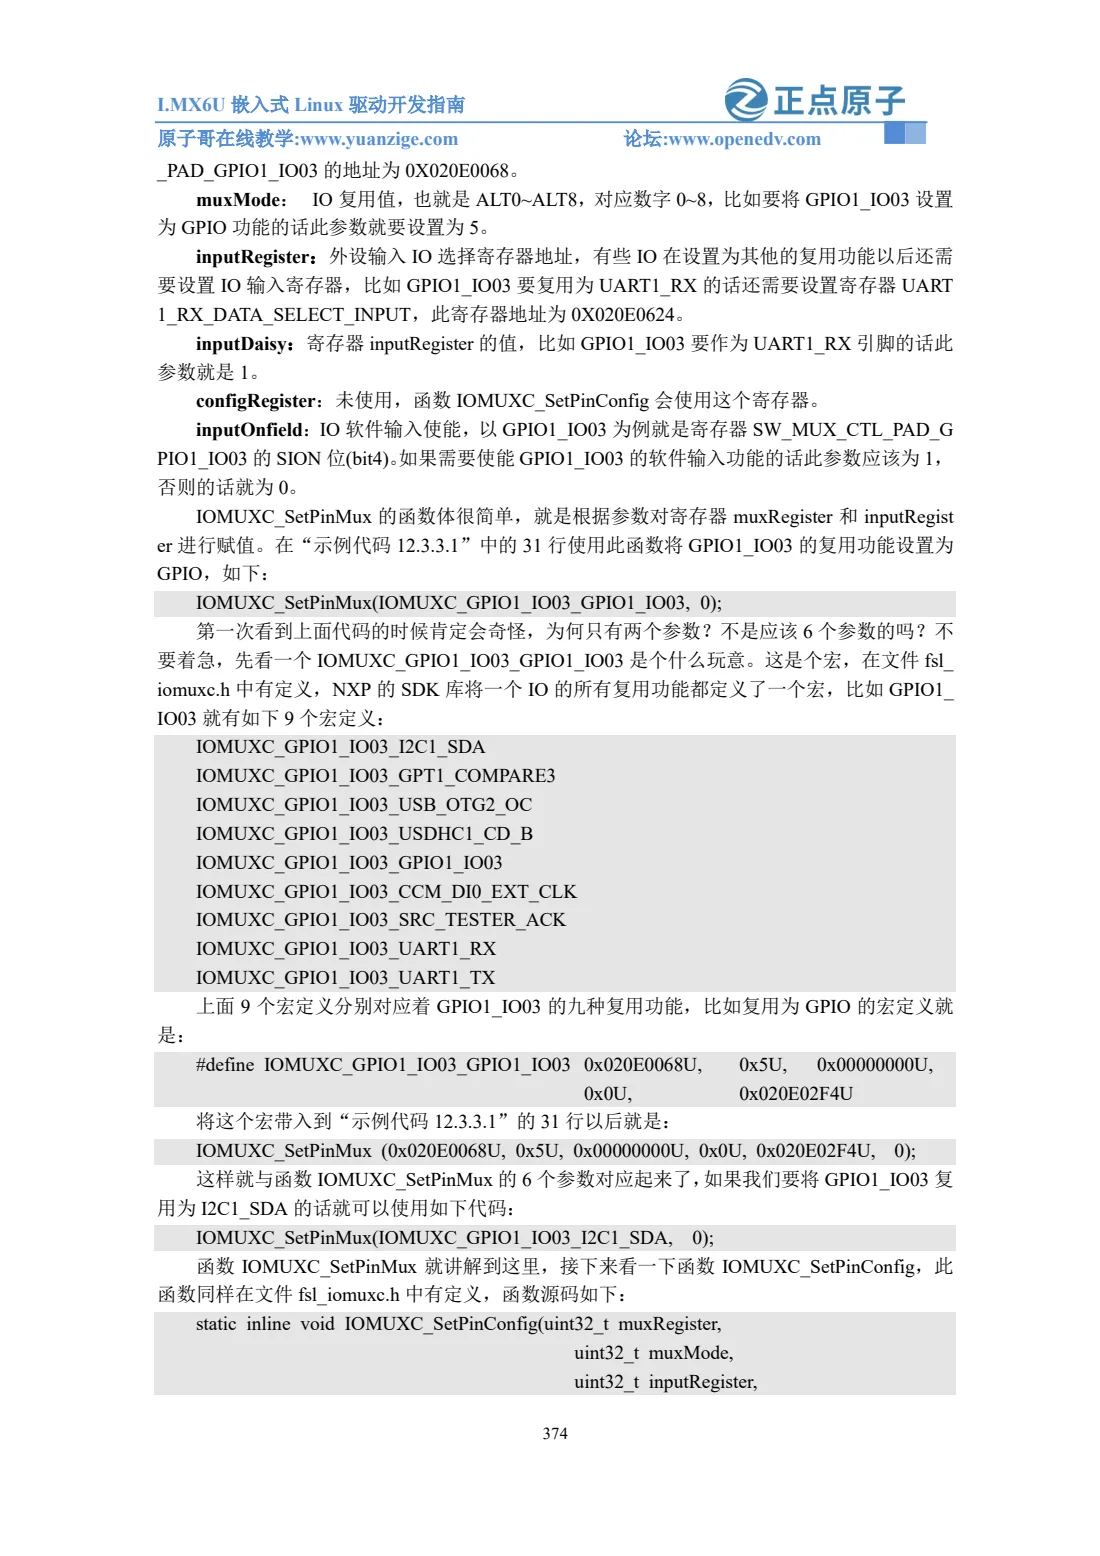 I.MX6U 嵌入式 Linux 驱动开发指南
正点原子
原子哥在线教学:www.yuanzige.com 论坛:www.openedv.com
_PAD_GPIO1_IO03 的地址为 0X020E0068。
muxMode： IO 复用值，也就是 ALT0~ALT8，对应数字 0~8，比如要将 GPIO1_IO03 设置
为 GPIO 功能的话此参数就要设置为 5。
inputRegister：外设输入 IO 选择寄存器地址，有些 IO 在设置为其他的复用功能以后还需
要设置 IO 输入寄存器，比如 GPIO1_IO03 要复用为 UART1_RX 的话还需要设置寄存器 UART
1_RX_DATA_SELECT_INPUT，此寄存器地址为 0X020E0624。
inputDaisy：寄存器 inputRegister 的值，比如 GPIO1_IO03 要作为 UART1_RX 引脚的话此
参数就是 1。
configRegister：未使用，函数 IOMUXC_SetPinConfig 会使用这个寄存器。
inputOnfield：IO 软件输入使能，以 GPIO1_IO03 为例就是寄存器 SW_MUX_CTL_PAD_G
PIO1_IO03 的 SION 位(bit4)。如果需要使能 GPIO1_IO03 的软件输入功能的话此参数应该为 1，
否则的话就为 0。
IOMUXC_SetPinMux 的函数体很简单，就是根据参数对寄存器 muxRegister 和 inputRegist
er 进行赋值。在“示例代码 12.3.3.1”中的 31 行使用此函数将 GPIO1_IO03 的复用功能设置为
GPIO，如下：
IOMUXC_SetPinMux(IOMUXC_GPIO1_IO03_GPIO1_IO03, 0);
第一次看到上面代码的时候肯定会奇怪，为何只有两个参数？不是应该 6 个参数的吗？不
要着急，先看一个 IOMUXC_GPIO1_IO03_GPIO1_IO03 是个什么玩意。这是个宏，在文件 fsl_
iomuxc.h 中有定义，NXP 的 SDK 库将一个 IO 的所有复用功能都定义了一个宏，比如 GPIO1_
IO03 就有如下 9 个宏定义：
IOMUXC_GPIO1_IO03_I2C1_SDA
IOMUXC_GPIO1_IO03_GPT1_COMPARE3
IOMUXC_GPIO1_IO03_USB_OTG2_OC
IOMUXC_GPIO1_IO03_USDHC1_CD_B
IOMUXC_GPIO1_IO03_GPIO1_IO03
IOMUXC_GPIO1_IO03_CCM_DI0_EXT_CLK
IOMUXC_GPIO1_IO03_SRC_TESTER_ACK
IOMUXC_GPIO1_IO03_UART1_RX
IOMUXC_GPIO1_IO03_UART1_TX
上面 9 个宏定义分别对应着 GPIO1_IO03 的九种复用功能，比如复用为 GPIO 的宏定义就
是：
#define IOMUXC_GPIO1_IO03_GPIO1_IO03 0x020E0068U, 0x5U, 0x00000000U,
0x0U, 0x020E02F4U
将这个宏带入到“示例代码 12.3.3.1”的 31 行以后就是：
IOMUXC_SetPinMux (0x020E0068U, 0x5U, 0x00000000U, 0x0U, 0x020E02F4U, 0);
这样就与函数 IOMUXC_SetPinMux 的 6 个参数对应起来了，如果我们要将 GPIO1_IO03 复
用为 I2C1_SDA 的话就可以使用如下代码：
IOMUXC_SetPinMux(IOMUXC_GPIO1_IO03_I2C1_SDA, 0);
函数 IOMUXC_SetPinMux 就讲解到这里，接下来看一下函数 IOMUXC_SetPinConfig，此
函数同样在文件 fsl_iomuxc.h 中有定义，函数源码如下：
static inline void IOMUXC_SetPinConfig(uint32_t muxRegister,
uint32_t muxMode,
uint32_t inputRegister,
374